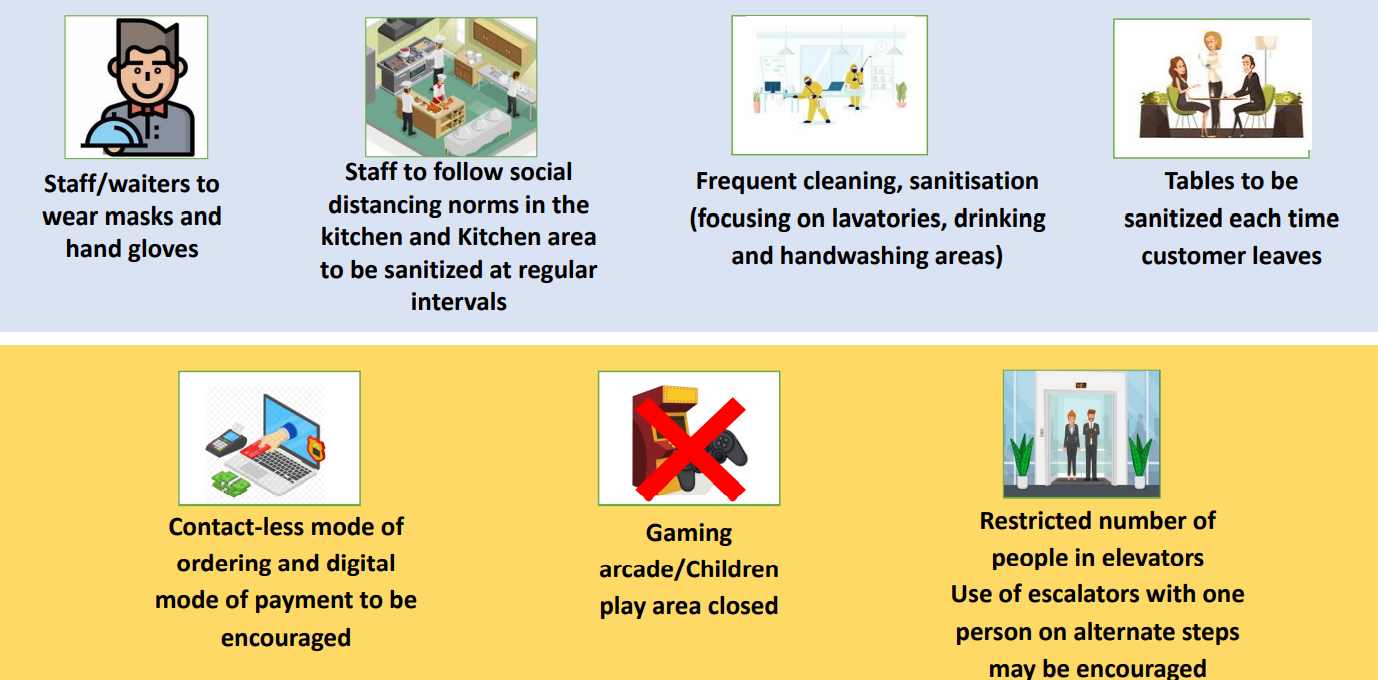 Staff/waiters to
wear masks and
hand gloves
Staff to follow social
distancing norms in the
kitchen and Kitchen area
to be sanitized at regular
intervals
Frequent cleaning, sanitisation
(focusing on lavatories, drinking
and handwashing areas)
Tables to be
sanitized each time
customer leaves
Contact-less mode of
ordering and digital
mode of payment to be
encouraged
Gaming
arcade/Children
play area closed
Restricted number of
people in elevators
Use of escalators with one
person on alternate steps
may be encouraged